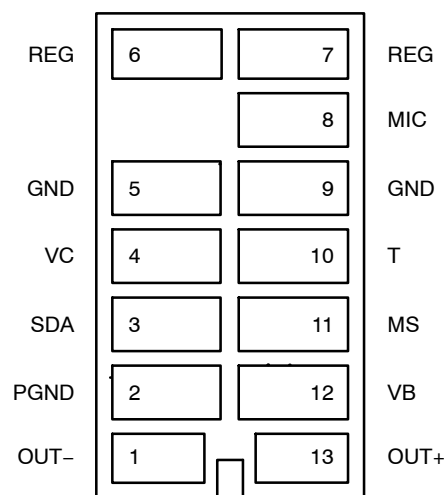 REG 6 7 REG
8 MIC
GND 5 9 GND
VC 4 10 T
SDA 3 11 MS
PGND 2 12 VB
OUT− 1 13 OUT+